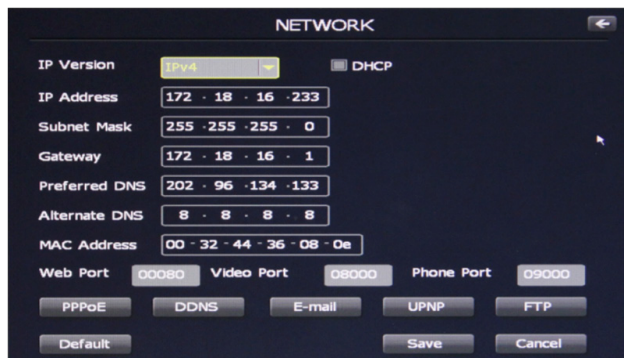 NETWORK
IP Version IPv4 DHCP
IP Address 172 · 18 · 16 · 233
Subnet Mask 255 · 255 · 255 · 0
Gateway 172 · 18 · 16 · 1
Preferred DNS 202 · 96 · 134 · 133
Alternate DNS 8 · 8 · 8 · 8
MAC Address 00 - 32 - 44 - 36 - 08 - 0e
Web Port 00080 Video Port 08000 Phone Port 09000
PPPoE DDNS E-mail UPNP FTP
Default Save Cancel